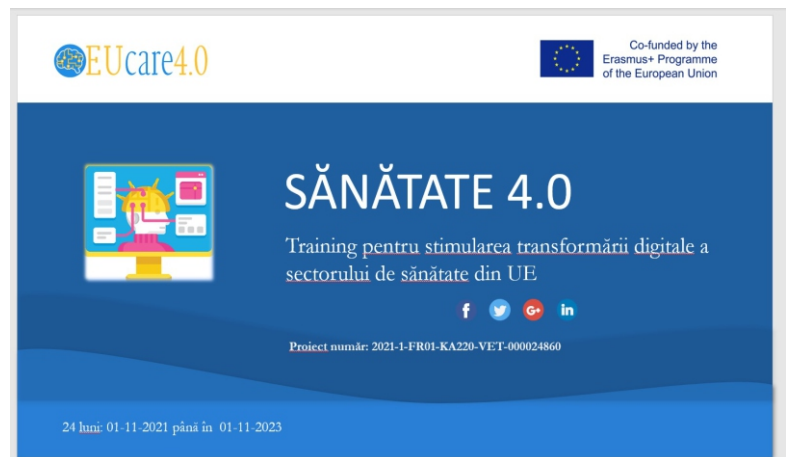 EUcare4.0
Co-funded by the
Erasmus+ Programme
of the European Union
SĂNĂTATE 4.0
Training pentru stimularea transformării digitale a
sectorului de sănătate din UE
Proiect număr: 2021-1-FR01-KA220-VET-000024860
24 luni: 01-11-2021 până în 01-11-2023